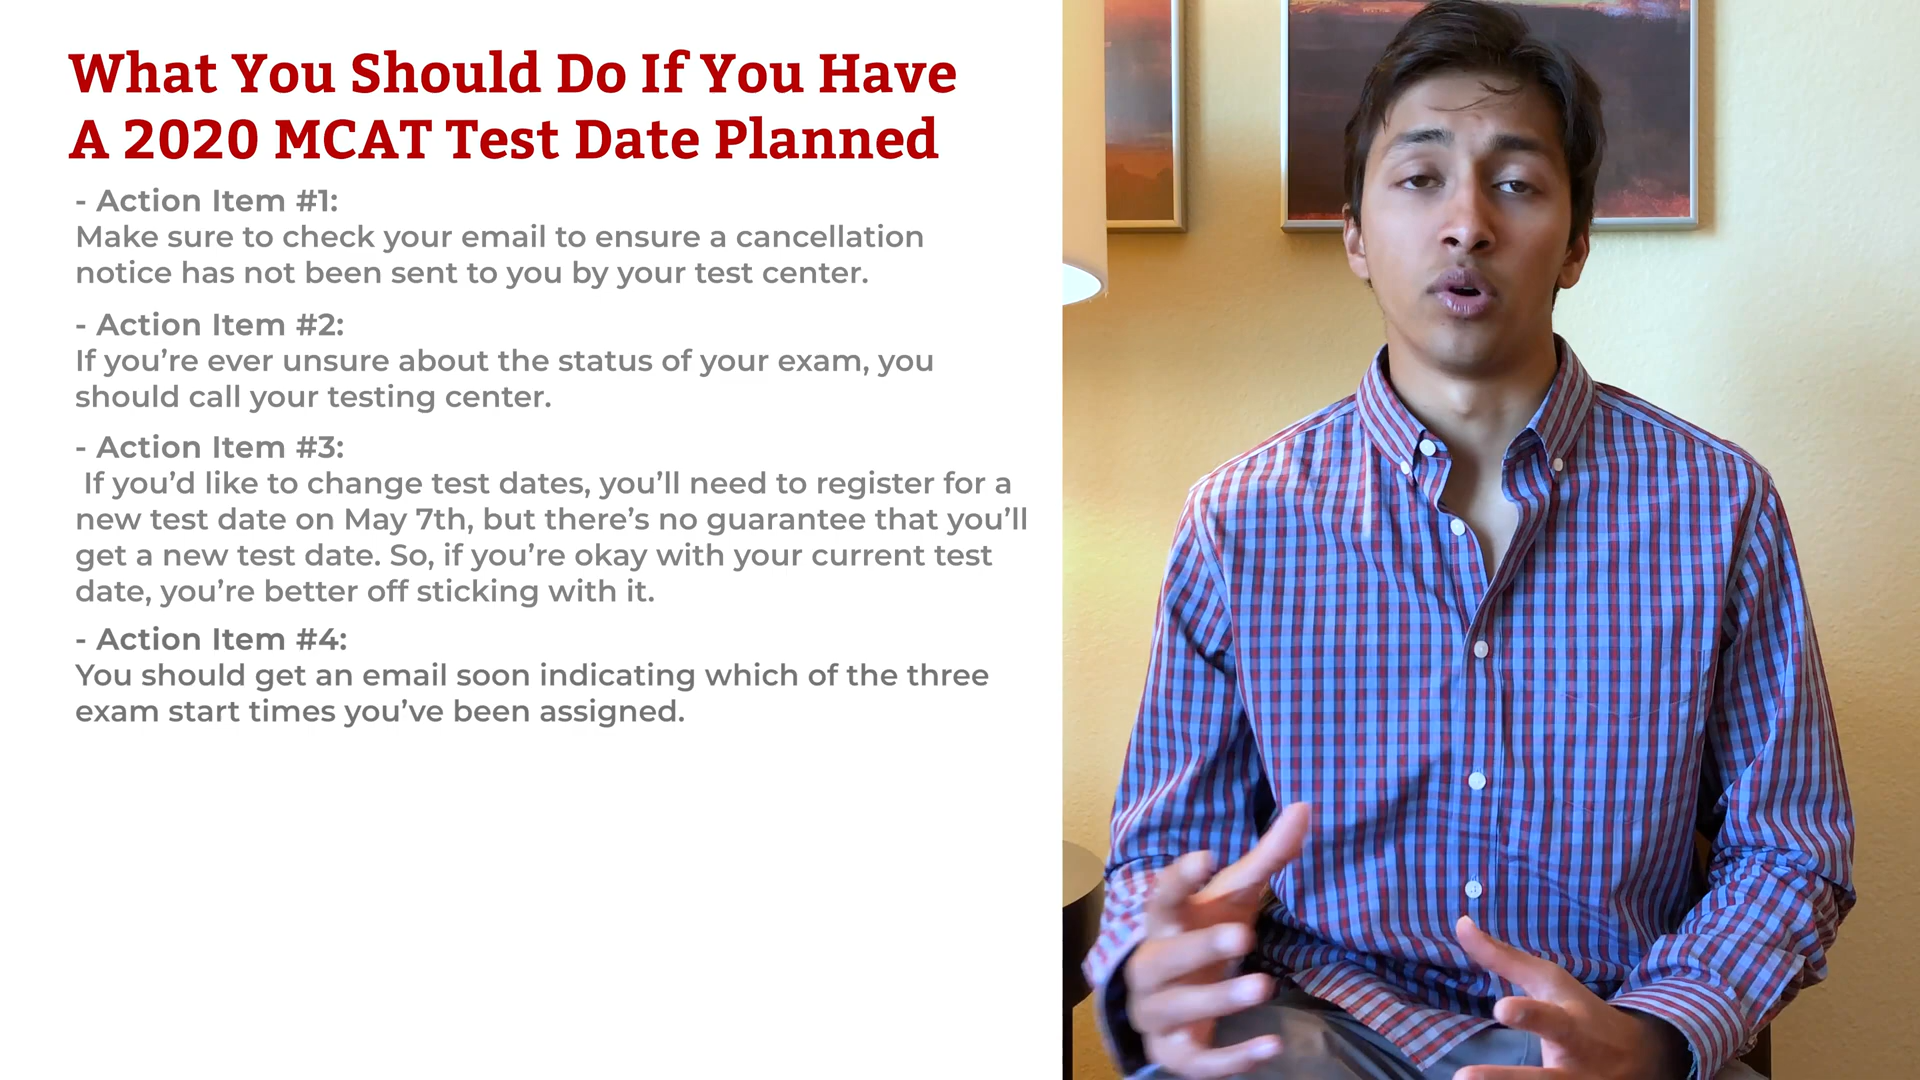 What You Should Do If You Have
A 2020 MCAT Test Date Planned
- Action Item #1:
Make sure to check your email to ensure a cancellation
notice has not been sent to you by your test center.
- Action Item #2:
If you’re ever unsure about the status of your exam, you
should call your testing center.
- Action Item #3:
If you’d like to change test dates, you’ll need to register for a
new test date on May 7th, but there’s no guarantee that you’ll
get a new test date. So, if you’re okay with your current test
date, you’re better off sticking with it.
- Action Item #4:
You should get an email soon indicating which of the three
exam start times you’ve been assigned.